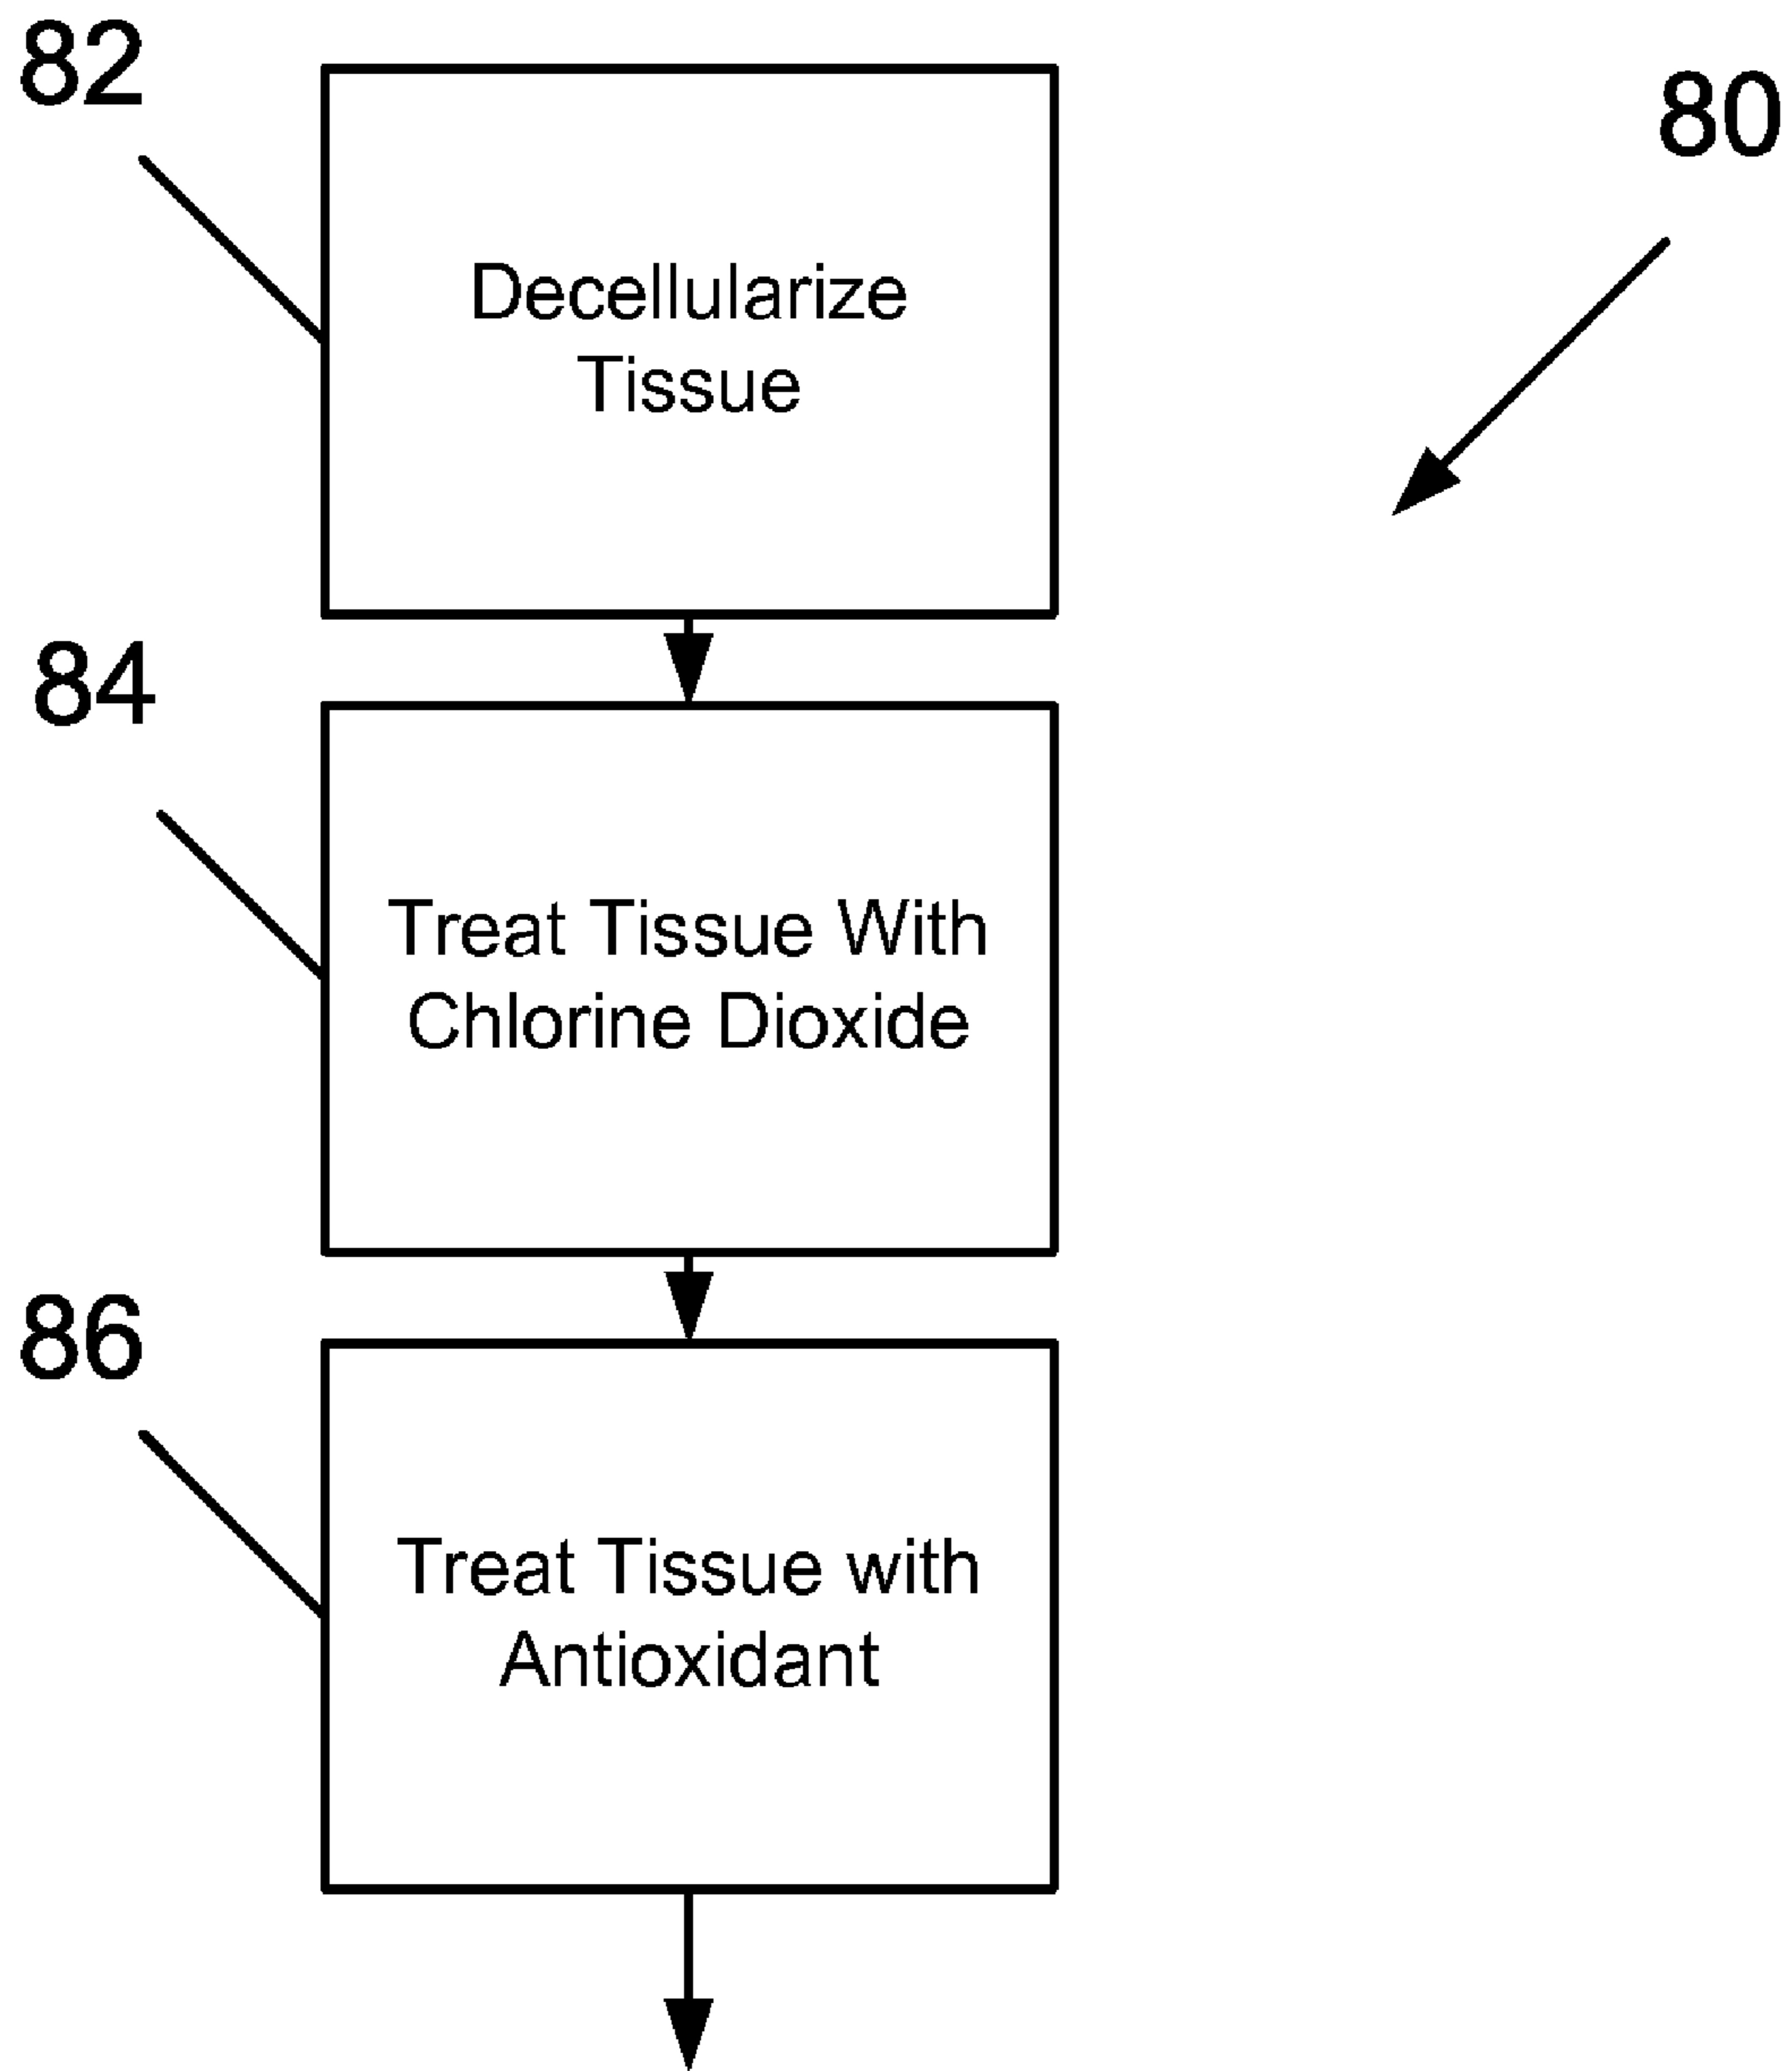 82
80
Decellularize
Tissue
84
Treat Tissue With
Chlorine Dioxide
86
Treat Tissue with
Antioxidant